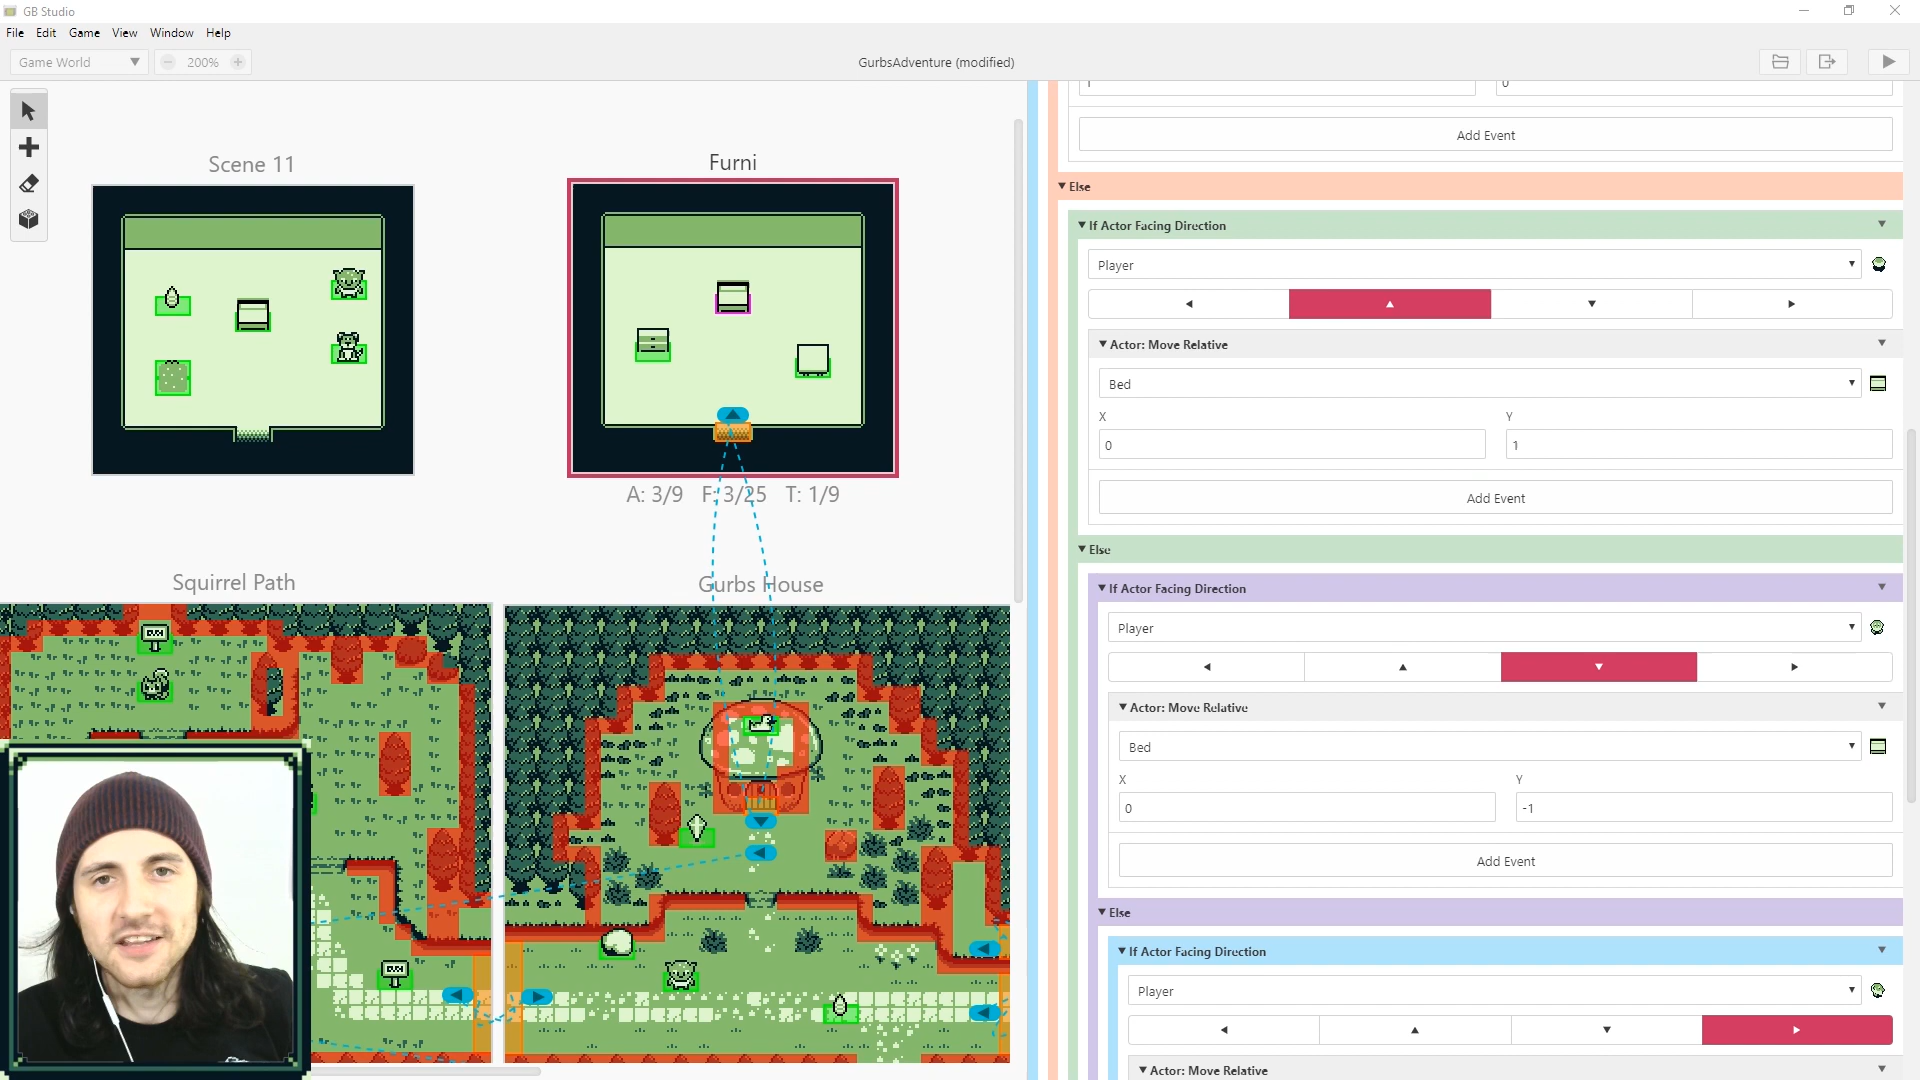 GB Studio
File Edit Game View Window Help
Game World 200% GurbsAdventure (modified)
Scene 11
Furni
A: 3/9 F: 3/25 T: 1/9
Squirrel Path
Gurbs House
Add Event
Else
If Actor Facing Direction
Player
Actor: Move Relative
Bed
X Y
0 1
Add Event
Else
If Actor Facing Direction
Player
Actor: Move Relative
Bed
X Y
0 -1
Add Event
Else
If Actor Facing Direction
Player
Actor: Move Relative